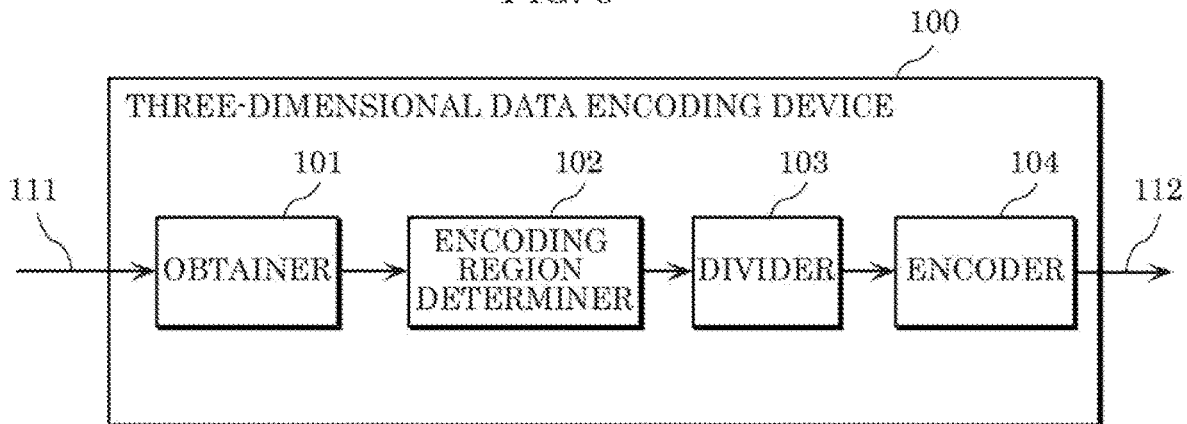 100
THREE-DIMENSIONAL DATA ENCODING DEVICE
111
101
102
103
104
112
OBTAINER
ENCODING
REGION
DETERMINER
DIVIDER
ENCODER